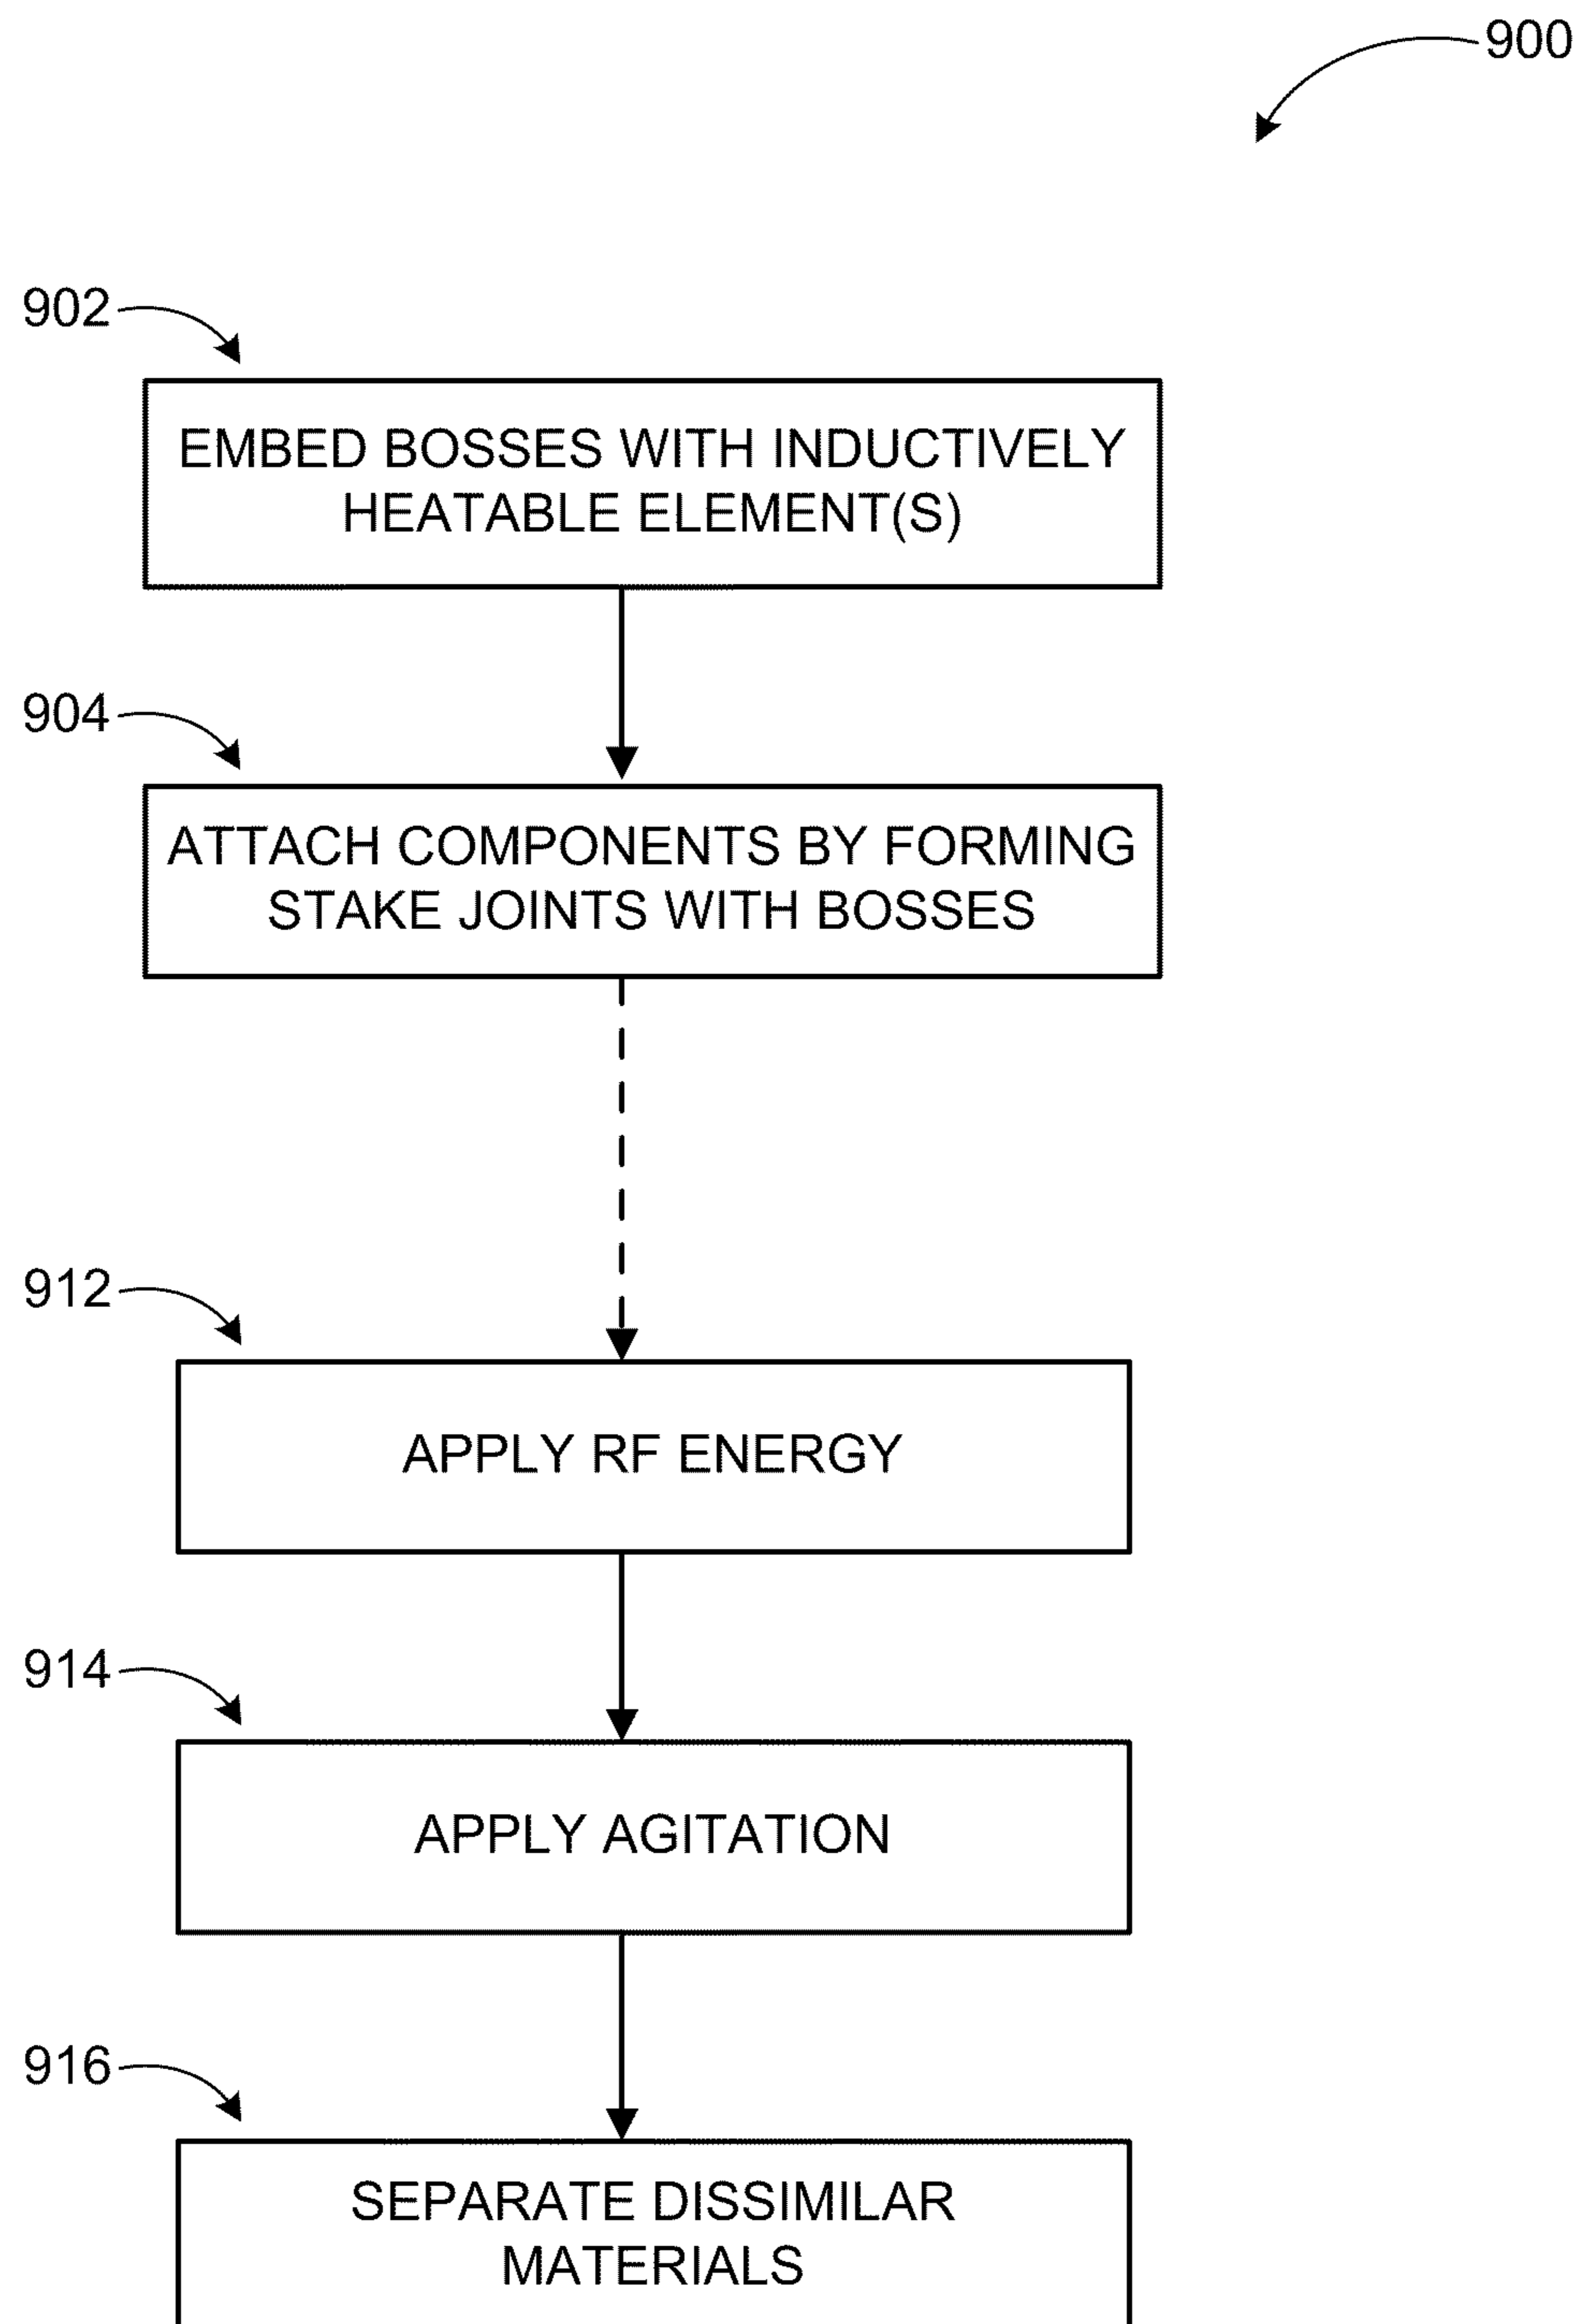 900
902
EMBED BOSSES WITH INDUCTIVELY
HEATABLE ELEMENT(S)
904
ATTACH COMPONENTS BY FORMING
STAKE JOINTS WITH BOSSES
912
APPLY RF ENERGY
914
APPLY AGITATION
916
SEPARATE DISSIMILAR
MATERIALS